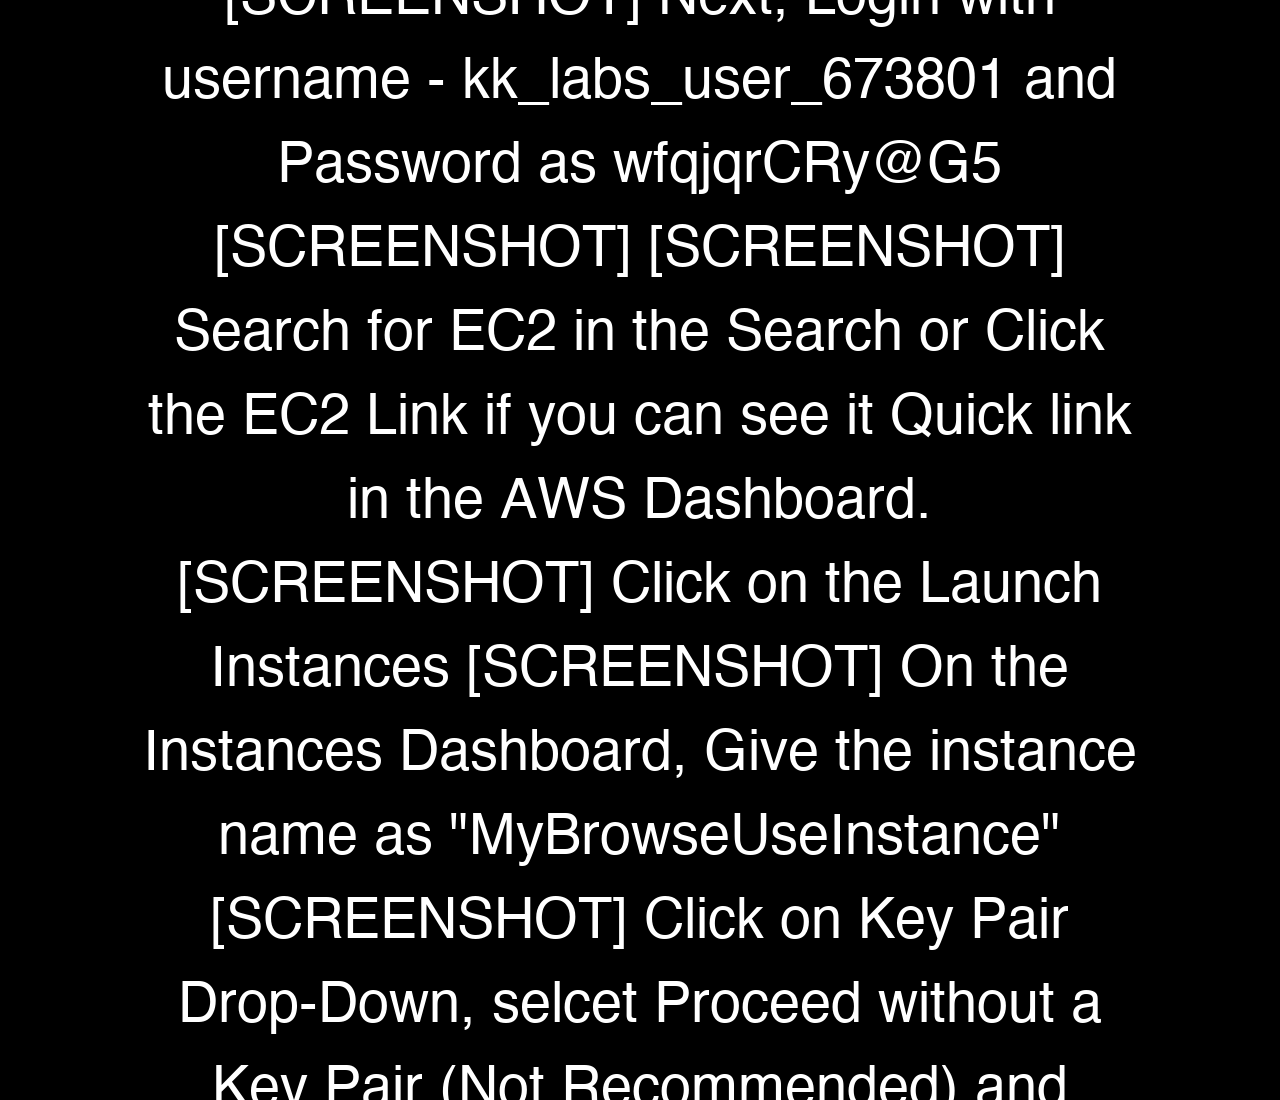 [SCREENSHOT] Next, Login with
username - kk_labs_user_673801 and
Password as wfqjqrCRy@G5
[SCREENSHOT] [SCREENSHOT]
Search for EC2 in the Search or Click
the EC2 Link if you can see it Quick link
in the AWS Dashboard.
[SCREENSHOT] Click on the Launch
Instances [SCREENSHOT] On the
Instances Dashboard, Give the instance
name as "MyBrowseUseInstance"
[SCREENSHOT] Click on Key Pair
Drop-Down, selcet Proceed without a
Key Pair (Not Recommended) and